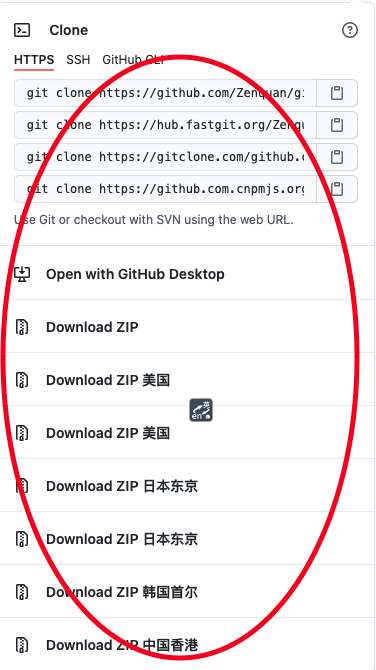 Clone
HTTPS SSH GitHub CLI
git clone https://github.com/Zenquan/gi
git clone https://hub.fastgit.org/Zenqu
git clone https://gitclone.com/github.c
git clone https://github.com.cnpmjs.org
Use Git or checkout with SVN using the web URL.
Open with GitHub Desktop
Download ZIP
Download ZIP 美国
英
en
Download ZIP 美国
Download ZIP 日本东京
Download ZIP 日本东京
Download ZIP 韩国首尔
Download ZIP 中国香港